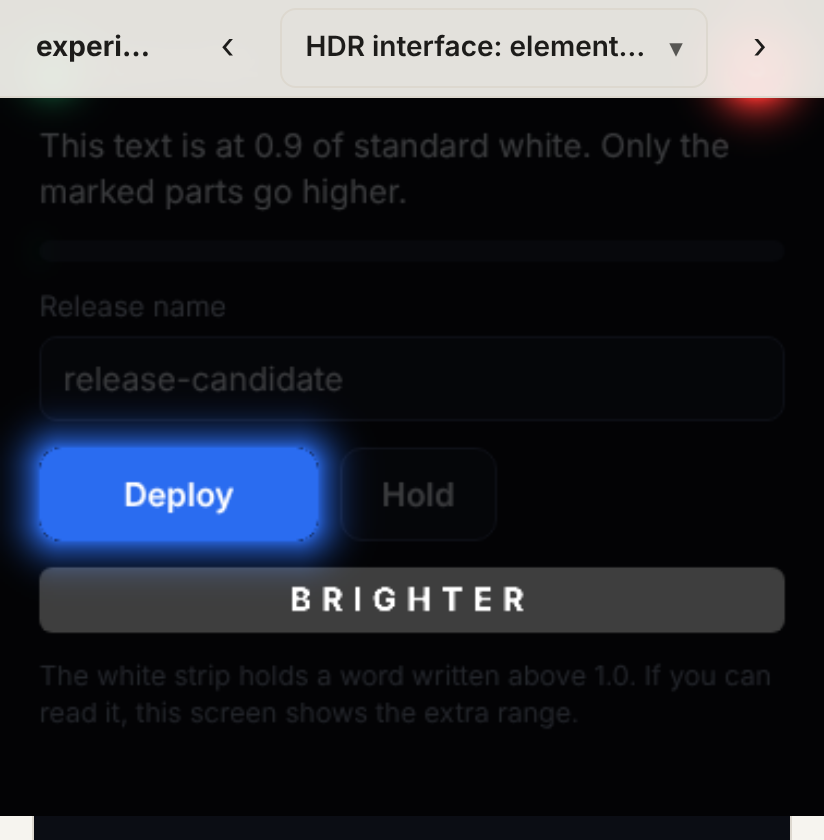 experi...
HDR interface: element...
This text is at 0.9 of standard white. Only the
marked parts go higher.
Release name
release-candidate
Deploy
Hold
BRIGHTER
The white strip holds a word written above 1.0. If you can
read it, this screen shows the extra range.